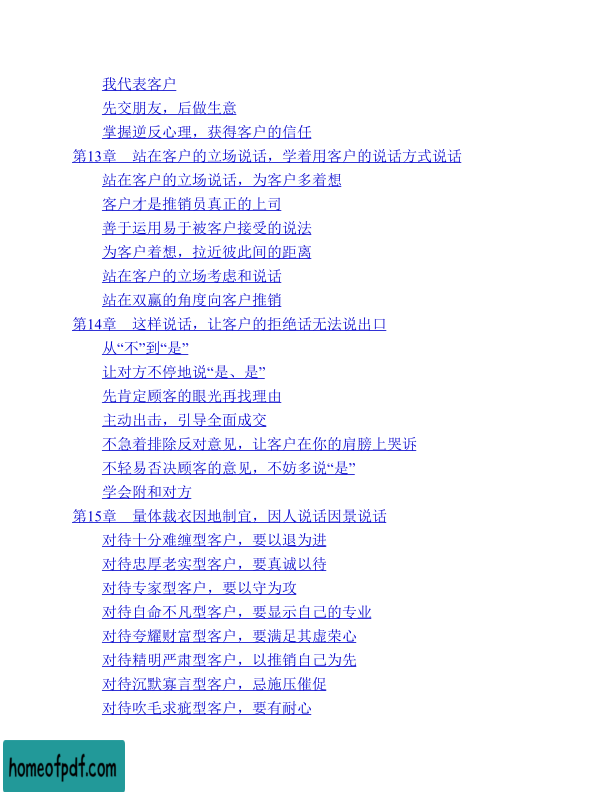 我代表客户
先交朋友，后做生意
掌握逆反心理，获得客户的信任
第13章　站在客户的立场说话，学着用客户的说话方式说话
站在客户的立场说话，为客户多着想
客户才是推销员真正的上司
善于运用易于被客户接受的说法
为客户着想，拉近彼此间的距离
站在客户的立场考虑和说话
站在双赢的角度向客户推销
第14章　这样说话，让客户的拒绝话无法说出口
从“不”到“是”
让对方不停地说“是、是”
先肯定顾客的眼光再找理由
主动出击，引导全面成交
不急着排除反对意见，让客户在你的肩膀上哭诉
不轻易否决顾客的意见，不妨多说“是”
学会附和对方
第15章　量体裁衣因地制宜，因人说话因景说话
对待十分难缠型客户，要以退为进
对待忠厚老实型客户，要真诚以待
对待专家型客户，要以守为攻
对待自命不凡型客户，要显示自己的专业
对待夸耀财富型客户，要满足其虚荣心
对待精明严肃型客户，以推销自己为先
对待沉默寡言型客户，忌施压催促
对待吹毛求疵型客户，要有耐心
homeofpdf.com